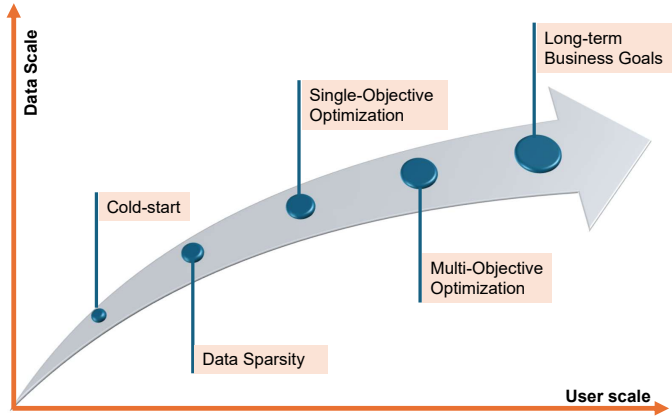 Data Scale
Long-term
Business Goals
Single-Objective
Optimization
Cold-start
Multi-Objective
Optimization
Data Sparsity
User scale